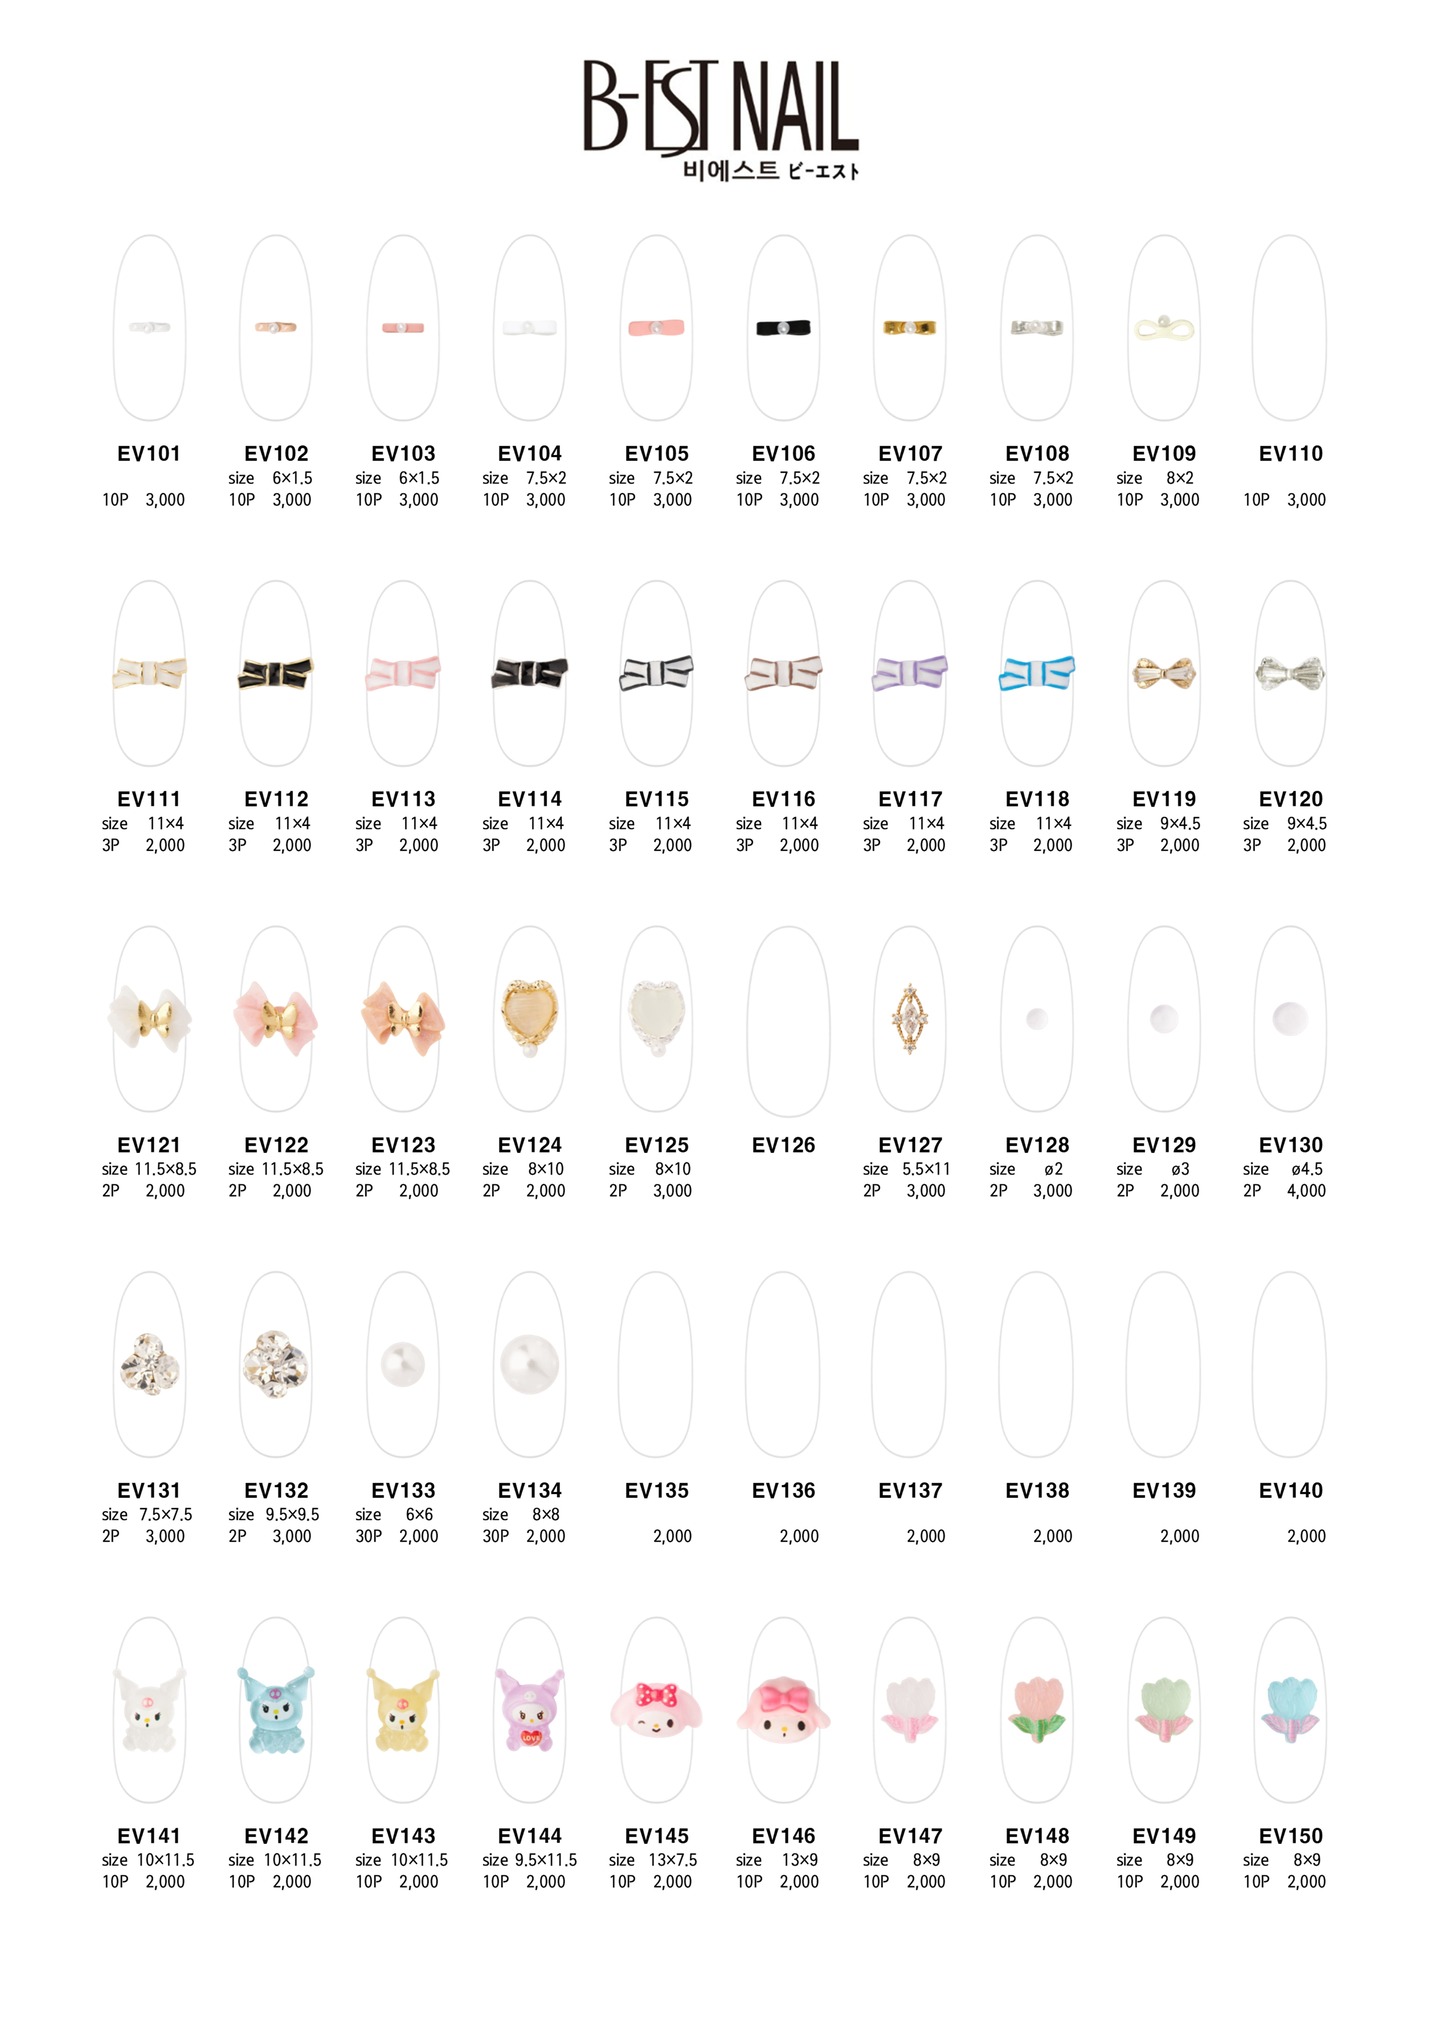 B-EST NAIL
비에스트 ビーエスト
EV101 EV102 EV103 EV104 EV105 EV106 EV107 EV108 EV109 EV110
size 6×1.5 size 6×1.5 size 7.5×2 size 7.5×2 size 7.5×2 size 7.5×2 size 7.5×2 size 8×2
10P 3,000 10P 3,000 10P 3,000 10P 3,000 10P 3,000 10P 3,000 10P 3,000 10P 3,000 10P 3,000 10P 3,000
EV111 EV112 EV113 EV114 EV115 EV116 EV117 EV118 EV119 EV120
size 11×4 size 11×4 size 11×4 size 11×4 size 11×4 size 11×4 size 11×4 size 11×4 size 9×4.5 size 9×4.5
3P 2,000 3P 2,000 3P 2,000 3P 2,000 3P 2,000 3P 2,000 3P 2,000 3P 2,000 3P 2,000 3P 2,000
EV121 EV122 EV123 EV124 EV125 EV126 EV127 EV128 EV129 EV130
size 11.5×8.5 size 11.5×8.5 size 11.5×8.5 size 8×10 size 8×10 size 5.5×11 size ø2 size ø3 size ø4.5
2P 2,000 2P 2,000 2P 2,000 2P 2,000 2P 3,000 2P 3,000 2P 3,000 2P 2,000 2P 4,000
EV131 EV132 EV133 EV134 EV135 EV136 EV137 EV138 EV139 EV140
size 7.5×7.5 size 9.5×9.5 size 6×6 size 8×8
2P 3,000 2P 3,000 30P 2,000 30P 2,000 2,000 2,000 2,000 2,000 2,000 2,000
LOVE
EV141 EV142 EV143 EV144 EV145 EV146 EV147 EV148 EV149 EV150
size 10×11.5 size 10×11.5 size 10×11.5 size 9.5×11.5 size 13×7.5 size 13×9 size 8×9 size 8×9 size 8×9 size 8×9
10P 2,000 10P 2,000 10P 2,000 10P 2,000 10P 2,000 10P 2,000 10P 2,000 10P 2,000 10P 2,000 10P 2,000